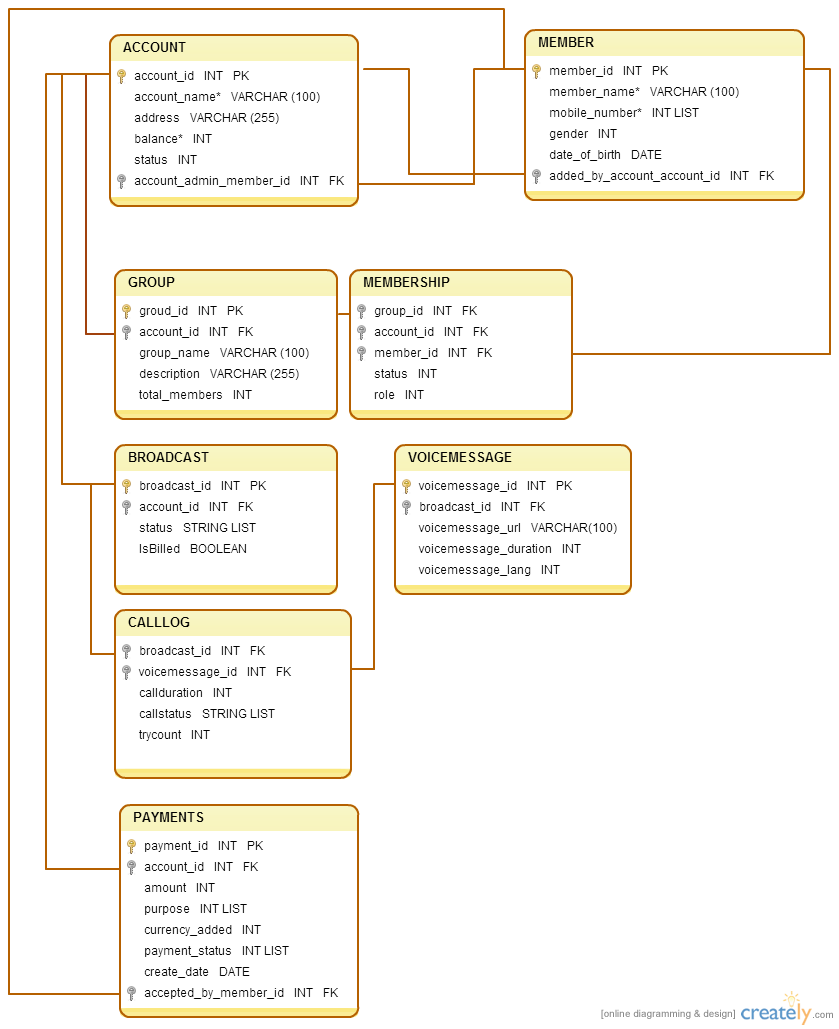 ACCOUNT
account_id INT PK
account_name* VARCHAR (100)
address VARCHAR (255)
balance* INT
status INT
account_admin_member_id INT FK
MEMBER
member_id INT PK
member_name* VARCHAR (100)
mobile_number* INT LIST
gender INT
date_of_birth DATE
added_by_account_account_id INT FK
GROUP
groud_id INT PK
account_id INT FK
group_name VARCHAR (100)
description VARCHAR (255)
total_members INT
MEMBERSHIP
group_id INT FK
account_id INT FK
member_id INT FK
status INT
role INT
BROADCAST
broadcast_id INT PK
account_id INT FK
status STRING LIST
IsBilled BOOLEAN
VOICEMESSAGE
voicemessage_id INT PK
broadcast_id INT FK
voicemessage_url VARCHAR(100)
voicemessage_duration INT
voicemessage_lang INT
CALLLOG
broadcast_id INT FK
voicemessage_id INT FK
callduration INT
callstatus STRING LIST
trycount INT
PAYMENTS
payment_id INT PK
account_id INT FK
amount INT
purpose INT LIST
currency_added INT
payment_status INT LIST
create_date DATE
accepted_by_member_id INT FK
[online diagramming & design] creately.com